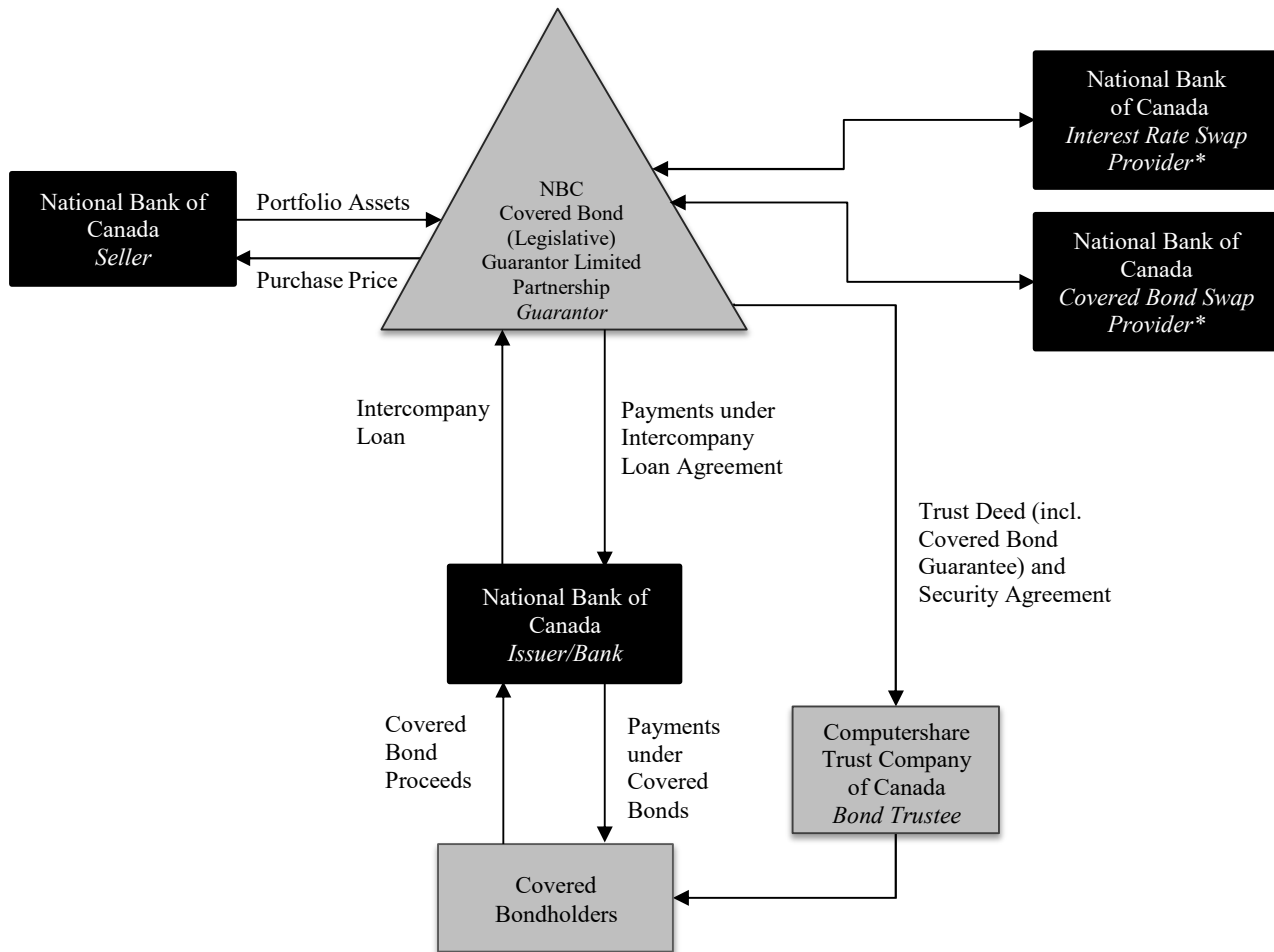 National Bank
of Canada
Interest Rate Swap
Provider*
National Bank of
Canada
Seller
Portfolio Assets
Purchase Price
NBC
Covered Bond
(Legislative)
Guarantor Limited
Partnership
Guarantor
National Bank of
Canada
Covered Bond Swap
Provider*
Intercompany
Loan
Payments under
Intercompany
Loan Agreement
Trust Deed (incl.
Covered Bond
Guarantee) and
Security Agreement
National Bank of
Canada
Issuer/Bank
Covered
Bond
Proceeds
Payments
under
Covered
Bonds
Computershare
Trust Company
of Canada
Bond Trustee
Covered
Bondholders